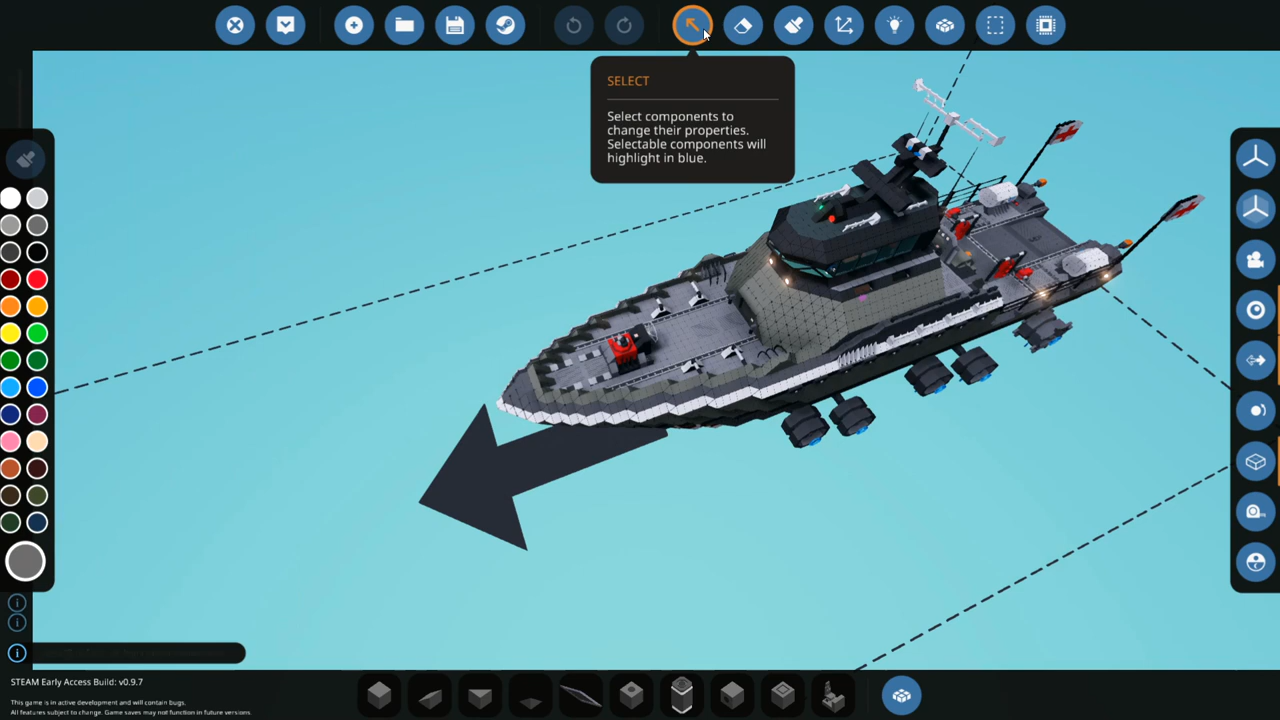 SELECT
Select components to
change their properties.
Selectable components will
highlight in blue.
STEAM Early Access Build: v0.9.7
This game is in active development and will contain bugs.
All features subject to change. Game saves may not function in future versions.